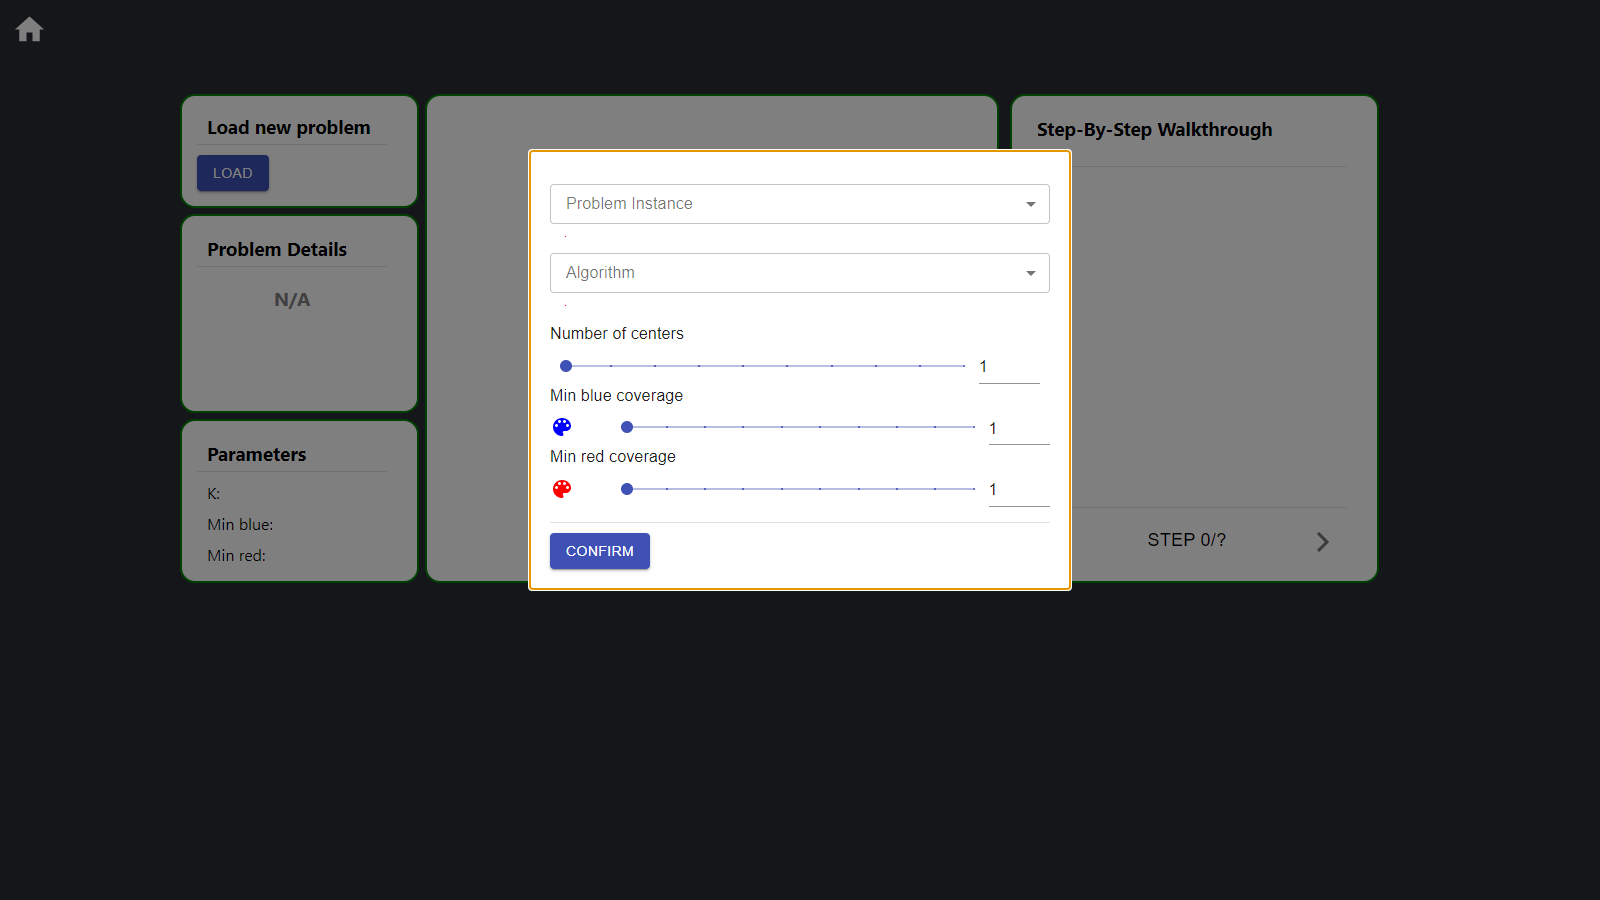 Load new problem
LOAD
Problem Details
N/A
Parameters
K:
Min blue:
Min red:
Problem Instance
.
Algorithm
.
Number of centers
1
Min blue coverage
1
Min red coverage
1
CONFIRM
Step-By-Step Walkthrough
STEP 0/?